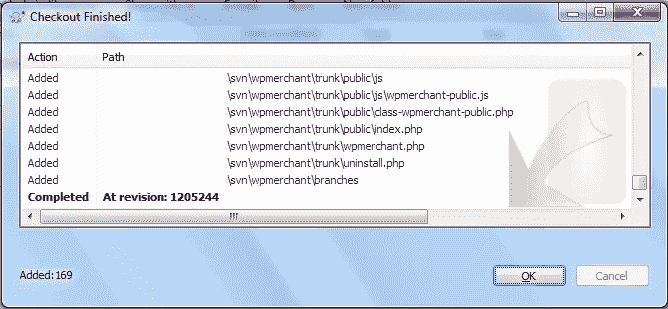 Checkout Finished!
Action Path
Added \svn\wpmerchant\trunk\public\js
Added \svn\wpmerchant\trunk\public\js\wpmerchant-public.js
Added \svn\wpmerchant\trunk\public\class-wpmerchant-public.php
Added \svn\wpmerchant\trunk\public\index.php
Added \svn\wpmerchant\trunk\wpmerchant.php
Added \svn\wpmerchant\trunk\uninstall.php
Added \svn\wpmerchant\branches
Completed At revision: 1205244
Added: 169
OK Cancel